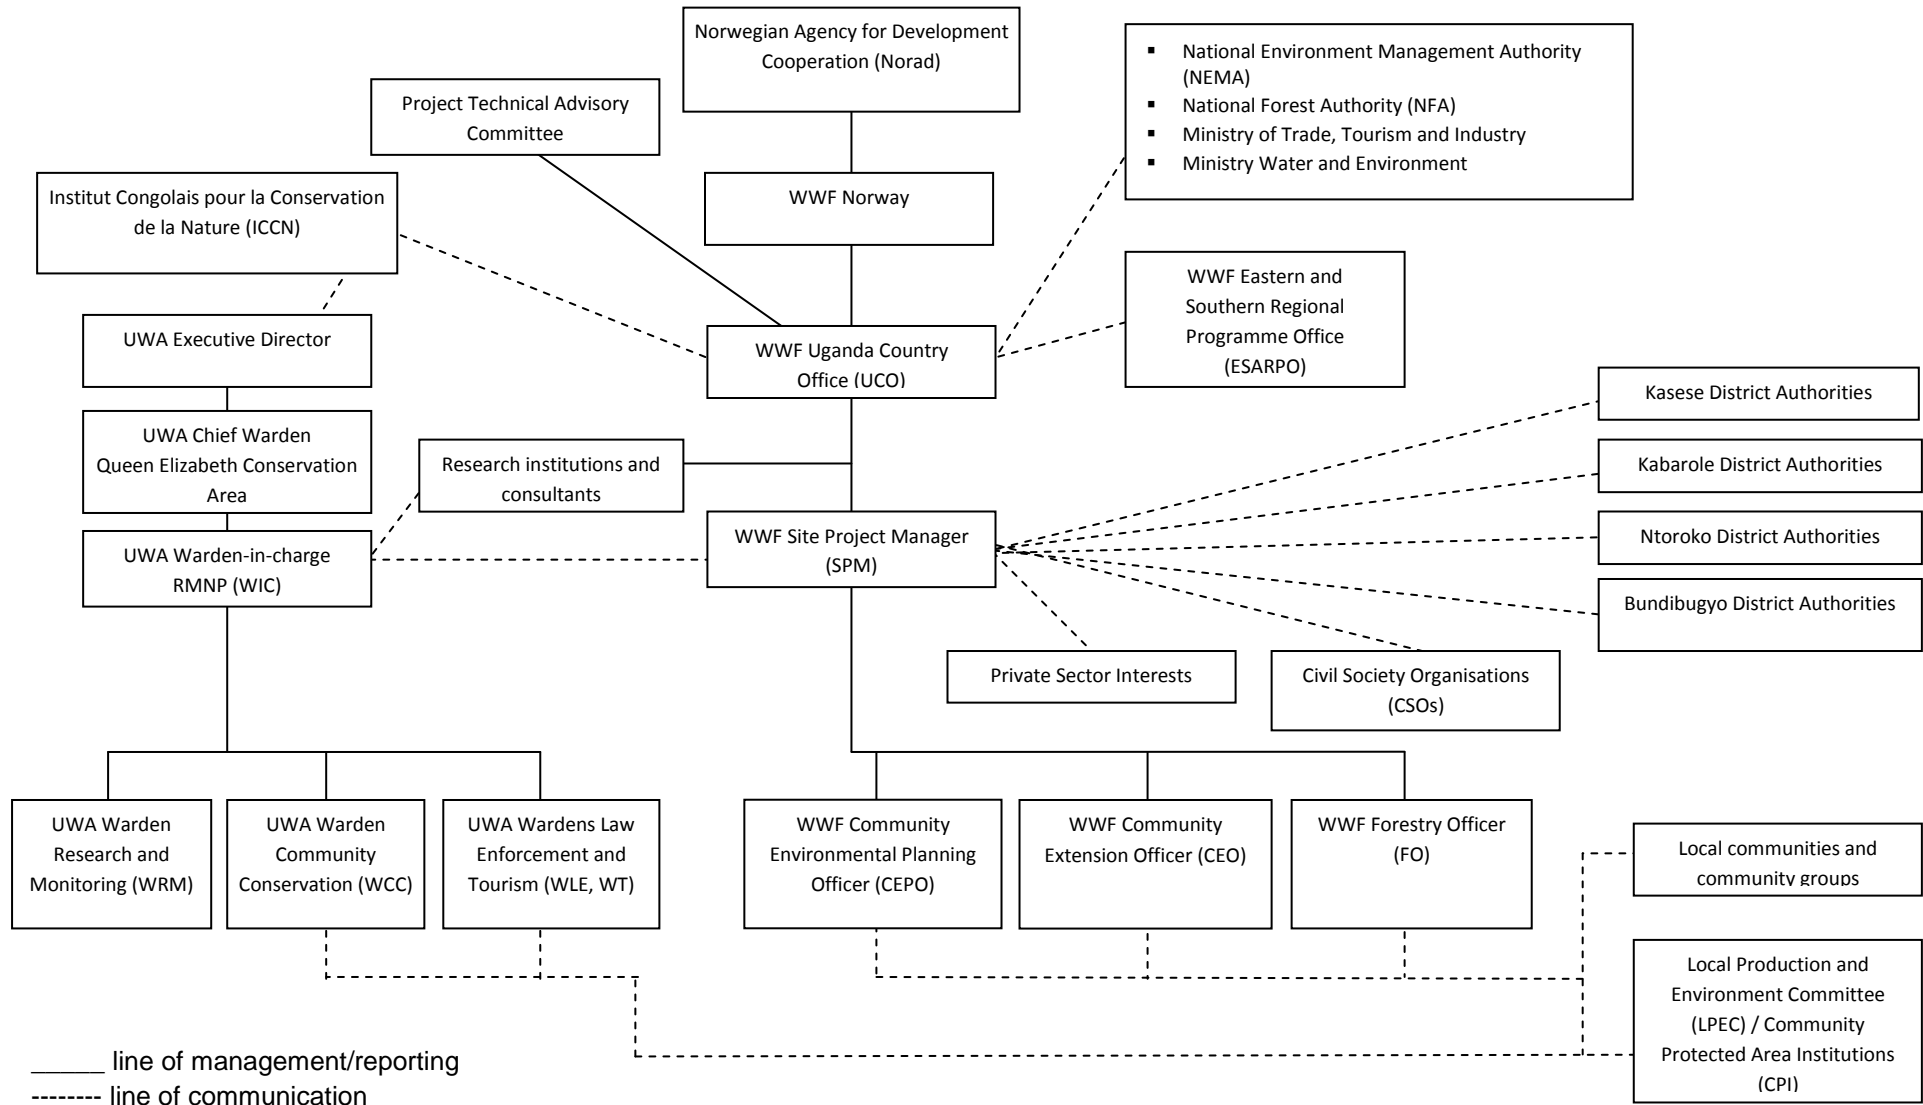 Norwegian Agency for Development
Cooperation (Norad)
▪ National Environment Management Authority
(NEMA)
▪ National Forest Authority (NFA)
▪ Ministry of Trade, Tourism and Industry
▪ Ministry Water and Environment
Project Technical Advisory
Committee
Institut Congolais pour la Conservation
de la Nature (ICCN)
WWF Norway
WWF Eastern and
Southern Regional
Programme Office
(ESARPO)
UWA Executive Director
WWF Uganda Country
Office (UCO)
Kasese District Authorities
UWA Chief Warden
Queen Elizabeth Conservation
Area
Research institutions and
consultants
Kabarole District Authorities
UWA Warden-in-charge
RMNP (WIC)
WWF Site Project Manager
(SPM)
Ntoroko District Authorities
Bundibugyo District Authorities
Private Sector Interests
Civil Society Organisations
(CSOs)
UWA Warden
Research and
Monitoring (WRM)
UWA Warden
Community
Conservation (WCC)
UWA Wardens Law
Enforcement and
Tourism (WLE, WT)
WWF Community
Environmental Planning
Officer (CEPO)
WWF Community
Extension Officer (CEO)
WWF Forestry Officer
(FO)
Local communities and
community groups
Local Production and
Environment Committee
(LPEC) / Community
Protected Area Institutions
(CPI)
_____ line of management/reporting
-------- line of communication